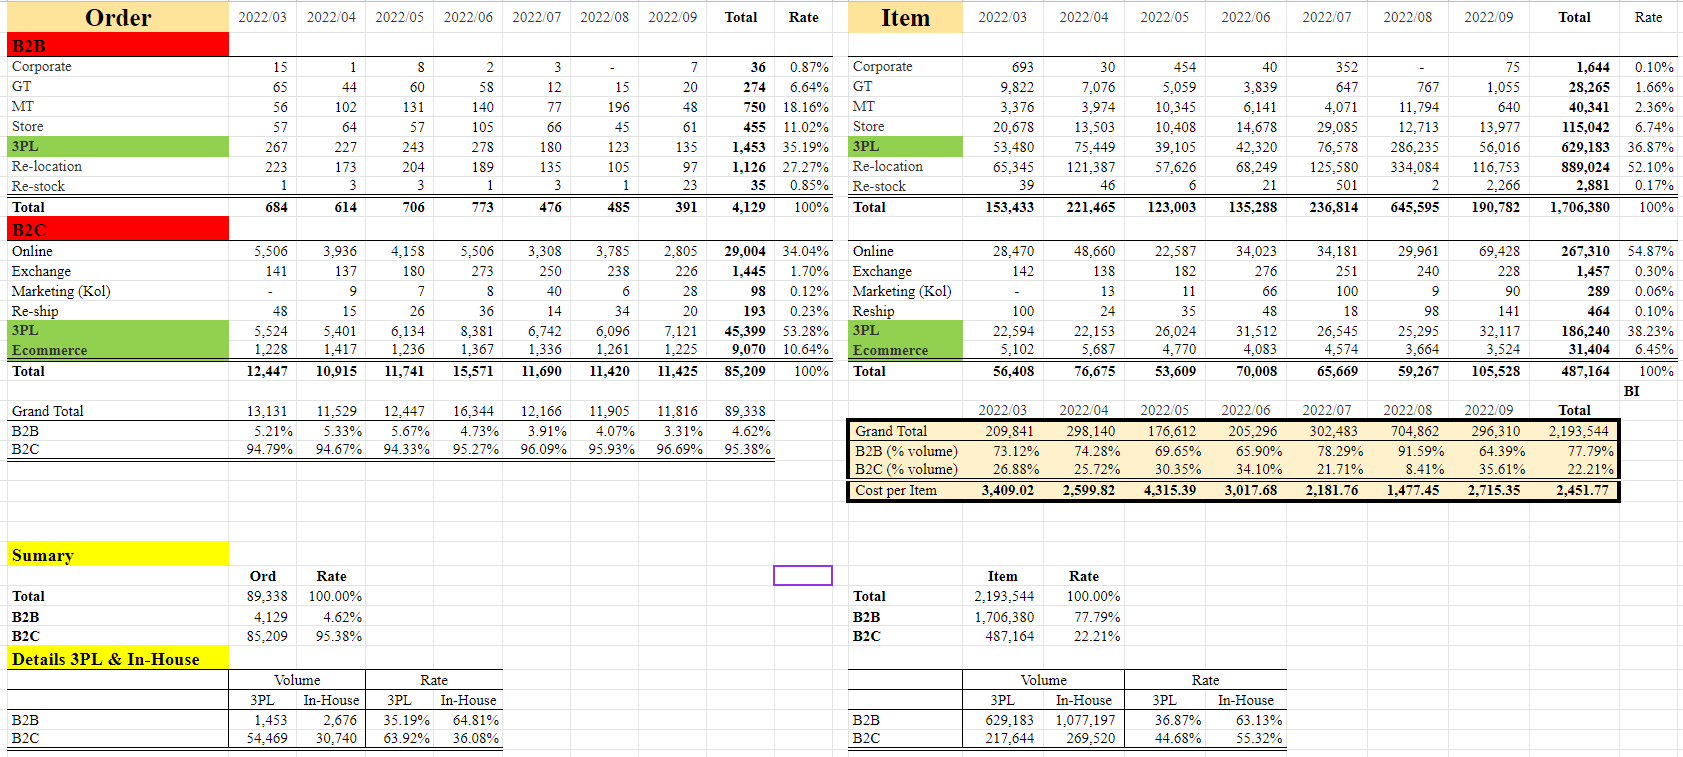 Order 2022/03 2022/04 2022/05 2022/06 2022/07 2022/08 2022/09 Total Rate Item 2022/03 2022/04 2022/05 2022/06 2022/07 2022/08 2022/09 Total Rate
B2B
Corporate 15 1 8 2 3 - 7 36 0.87% Corporate 693 30 454 40 352 - 75 1,644 0.10%
GT 65 44 60 58 12 15 20 274 6.64% GT 9,822 7,076 5,059 3,839 647 767 1,055 28,265 1.66%
MT 56 102 131 140 77 196 48 750 18.16% MT 3,376 3,974 10,345 6,141 4,071 11,794 640 40,341 2.36%
Store 57 64 57 105 66 45 61 455 11.02% Store 20,678 13,503 10,408 14,678 29,085 12,713 13,977 115,042 6.74%
3PL 267 227 243 278 180 123 135 1,453 35.19% 3PL 53,480 75,449 39,105 42,320 76,578 286,235 56,016 629,183 36.87%
Re-location 223 173 204 189 135 105 97 1,126 27.27% Re-location 65,345 121,387 57,626 68,249 125,580 334,084 116,753 889,024 52.10%
Re-stock 1 3 3 1 3 1 23 35 0.85% Re-stock 39 46 6 21 501 2 2,266 2,881 0.17%
Total 684 614 706 773 476 485 391 4,129 100% Total 153,433 221,465 123,003 135,288 236,814 645,595 190,782 1,706,380 100%
B2C
Online 5,506 3,936 4,158 5,506 3,308 3,785 2,805 29,004 34.04% Online 28,470 48,660 22,587 34,023 34,181 29,961 69,428 267,310 54.87%
Exchange 141 137 180 273 250 238 226 1,445 1.70% Exchange 142 138 182 276 251 240 228 1,457 0.30%
Marketing (Kol) - 9 7 8 40 6 28 98 0.12% Marketing (Kol) - 13 11 66 100 9 90 289 0.06%
Re-ship 48 15 26 36 14 34 20 193 0.23% Reship 100 24 35 48 18 98 141 464 0.10%
3PL 5,524 5,401 6,134 8,381 6,742 6,096 7,121 45,399 53.28% 3PL 22,594 22,153 26,024 31,512 26,545 25,295 32,117 186,240 38.23%
Ecommerce 1,228 1,417 1,236 1,367 1,336 1,261 1,225 9,070 10.64% Ecommerce 5,102 5,687 4,770 4,083 4,574 3,664 3,524 31,404 6.45%
Total 12,447 10,915 11,741 15,571 11,690 11,420 11,425 85,209 100% Total 56,408 76,675 53,609 70,008 65,669 59,267 105,528 487,164 100%
BI
Grand Total 13,131 11,529 12,447 16,344 12,166 11,905 11,816 89,338 2022/03 2022/04 2022/05 2022/06 2022/07 2022/08 2022/09 Total
B2B 5.21% 5.33% 5.67% 4.73% 3.91% 4.07% 3.31% 4.62% Grand Total 209,841 298,140 176,612 205,296 302,483 704,862 296,310 2,193,544
B2C 94.79% 94.67% 94.33% 95.27% 96.09% 95.93% 96.69% 95.38% B2B (% volume) 73.12% 74.28% 69.65% 65.90% 78.29% 91.59% 64.39% 77.79%
B2C (% volume) 26.88% 25.72% 30.35% 34.10% 21.71% 8.41% 35.61% 22.21%
Cost per Item 3,409.02 2,599.82 4,315.39 3,017.68 2,181.76 1,477.45 2,715.35 2,451.77
Sumary
Ord Rate Item Rate
Total 89,338 100.00% Total 2,193,544 100.00%
B2B 4,129 4.62% B2B 1,706,380 77.79%
B2C 85,209 95.38% B2C 487,164 22.21%
Details 3PL & In-House
Volume Rate Volume Rate
3PL In-House 3PL In-House 3PL In-House 3PL In-House
B2B 1,453 2,676 35.19% 64.81% B2B 629,183 1,077,197 36.87% 63.13%
B2C 54,469 30,740 63.92% 36.08% B2C 217,644 269,520 44.68% 55.32%